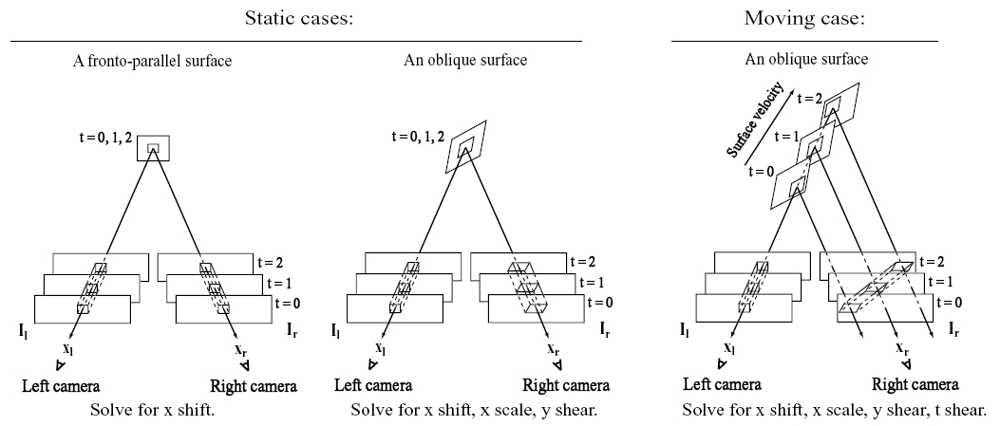 Static cases:
Moving case:
A fronto-parallel surface
An oblique surface
An oblique surface
t=0, 1, 2
t=2
t=1
t=0
I_l
I_r
x_l
x_r
Left camera
Right camera
Solve for x shift.
t=0, 1, 2
t=2
t=1
t=0
I_l
I_r
x_l
x_r
Left camera
Right camera
Solve for x shift, x scale, y shear.
Surface velocity
t=2
t=1
t=0
t=2
t=1
t=0
I_l
I_r
x_l
x_r
Left camera
Right camera
Solve for x shift, x scale, y shear, t shear.